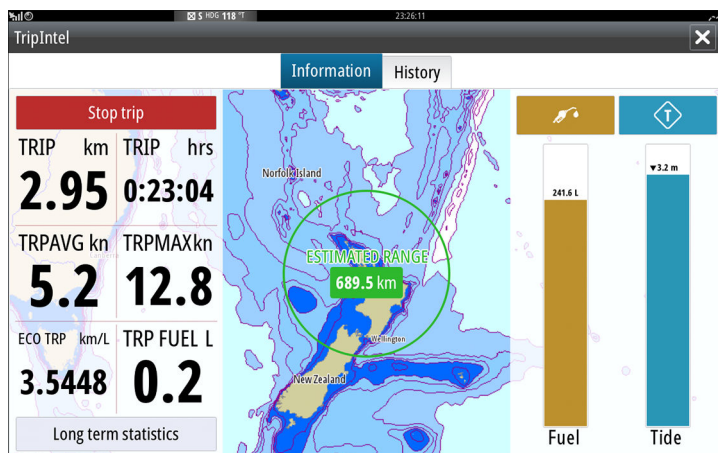 S HDG 118 °T
23:26:11
TripIntel
Information
History
Stop trip
TRIP km
2.95
TRIP hrs
0:23:04
TRPAVG kn
5.2
TRPMAX kn
12.8
ECO TRP km/L
3.5448
TRP FUEL L
0.2
Long term statistics
Norfolk Island
ESTIMATED RANGE
689.5 km
Wellington
New Zealand
T
241.6 L
▼3.2 m
Fuel
Tide